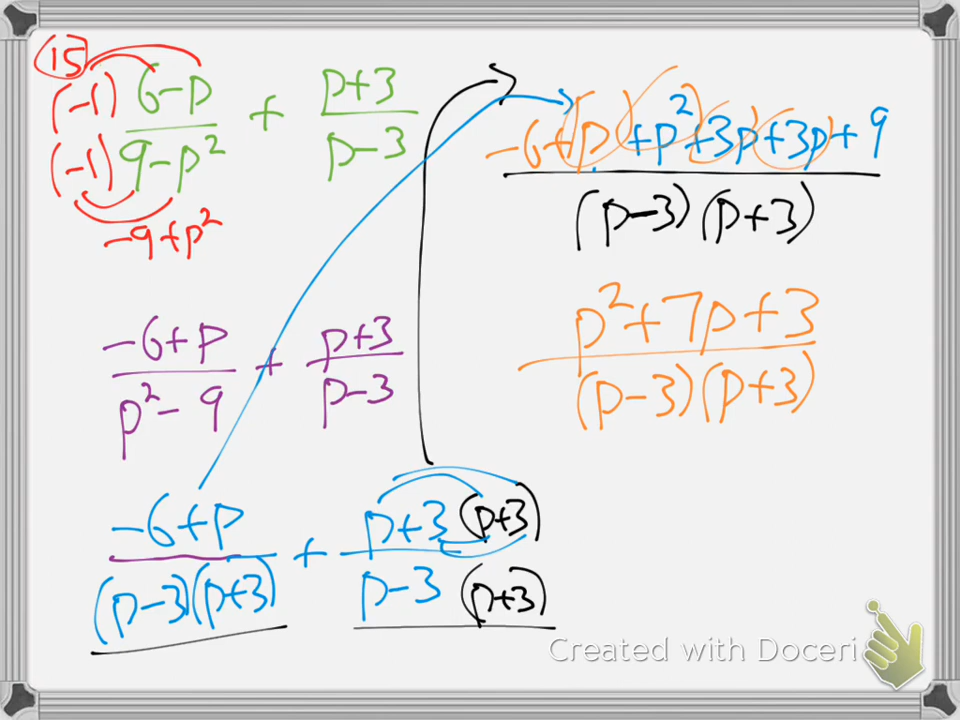 15
(-1) 6-p + p+3
(-1) 9-p² p-3
-9+p²
-6+p + p+3
p²-9 p-3
-6+p + p+3 (p+3)
(p-3)(p+3) p-3 (p+3)
-6+p+p²+3p+3p+9
(p-3)(p+3)
p²+7p+3
(p-3)(p+3)
Created with Doceri